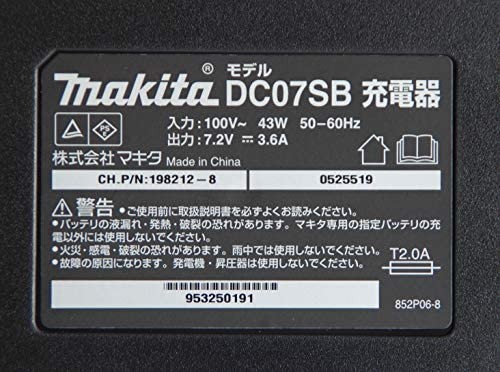 makita® モデル DC07SB 充電器
入力：100V~ 43W 50-60Hz
出力：7.2V ⎓ 3.6A
PS E
株式会社 マキタ Made in China
CH.P/N:198212-8 0525519
⚠警告 ●ご使用前に取扱説明書を必ずよくお読みください。
●バッテリの液漏れ・発熱・破裂の恐れがあります。マキタ専用の指定バッテリの充
電以外には使用しないでください。
●火災・感電・破裂の恐れがあります。雨中では使用しないでください。
●故障の原因になります。発電機・昇圧器は使用しないでください。
T2.0A
953250191
852P06-8